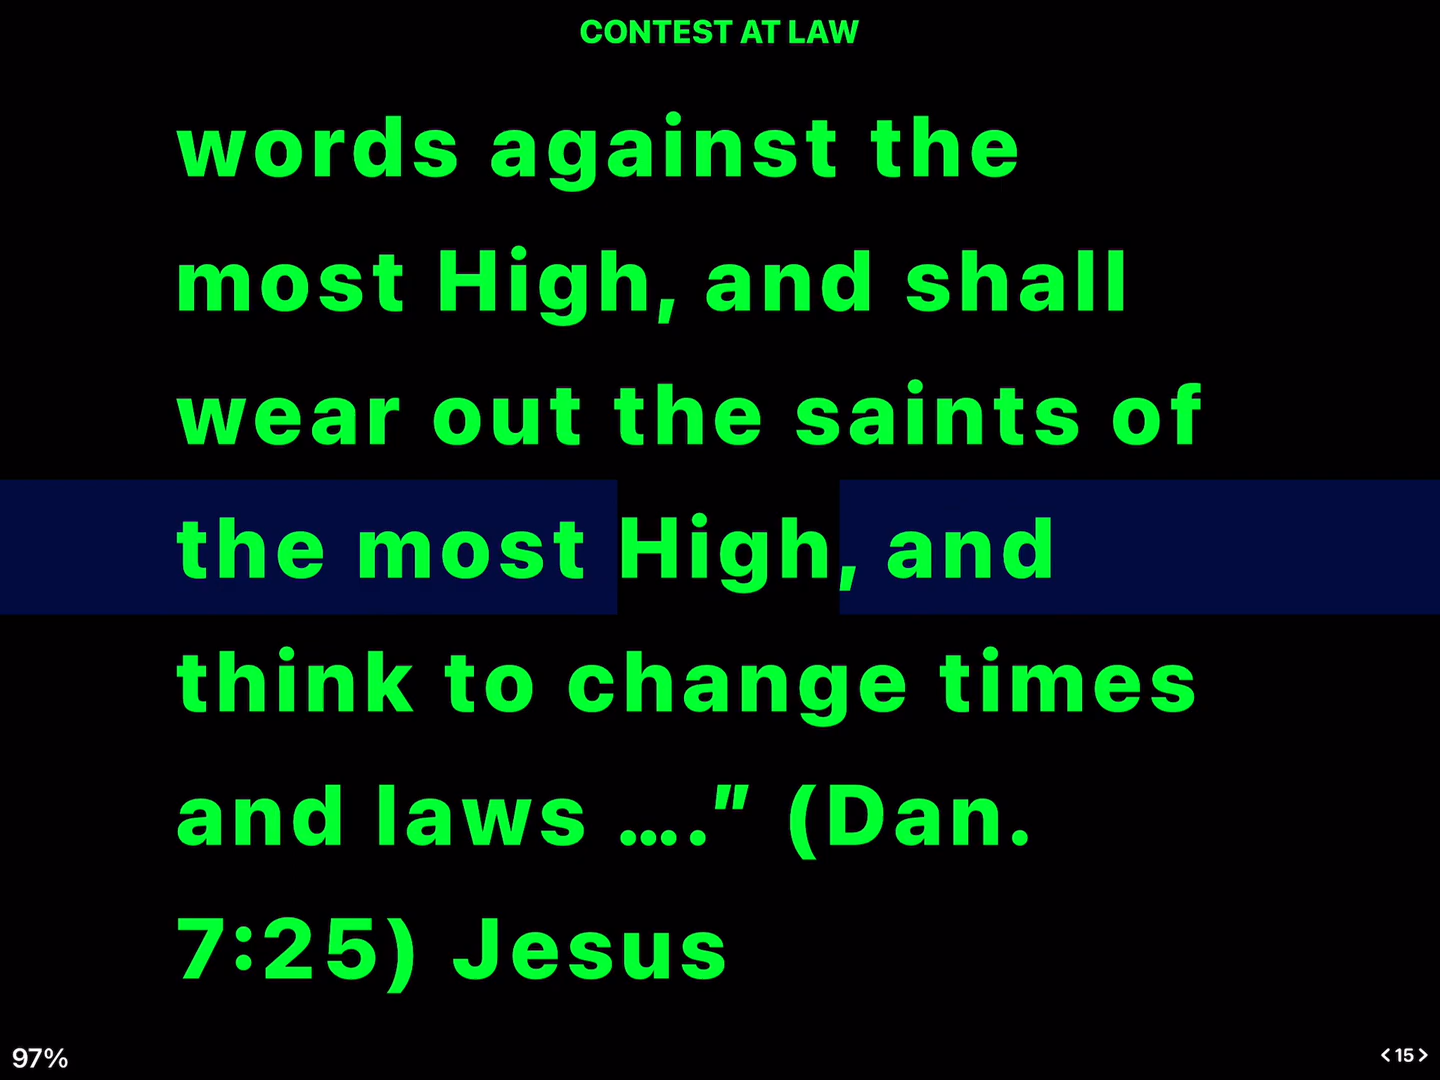 CONTEST AT LAW
words against the
most High, and shall
wear out the saints of
the most High, and
think to change times
and laws ….” (Dan.
7:25) Jesus
97%
<15>